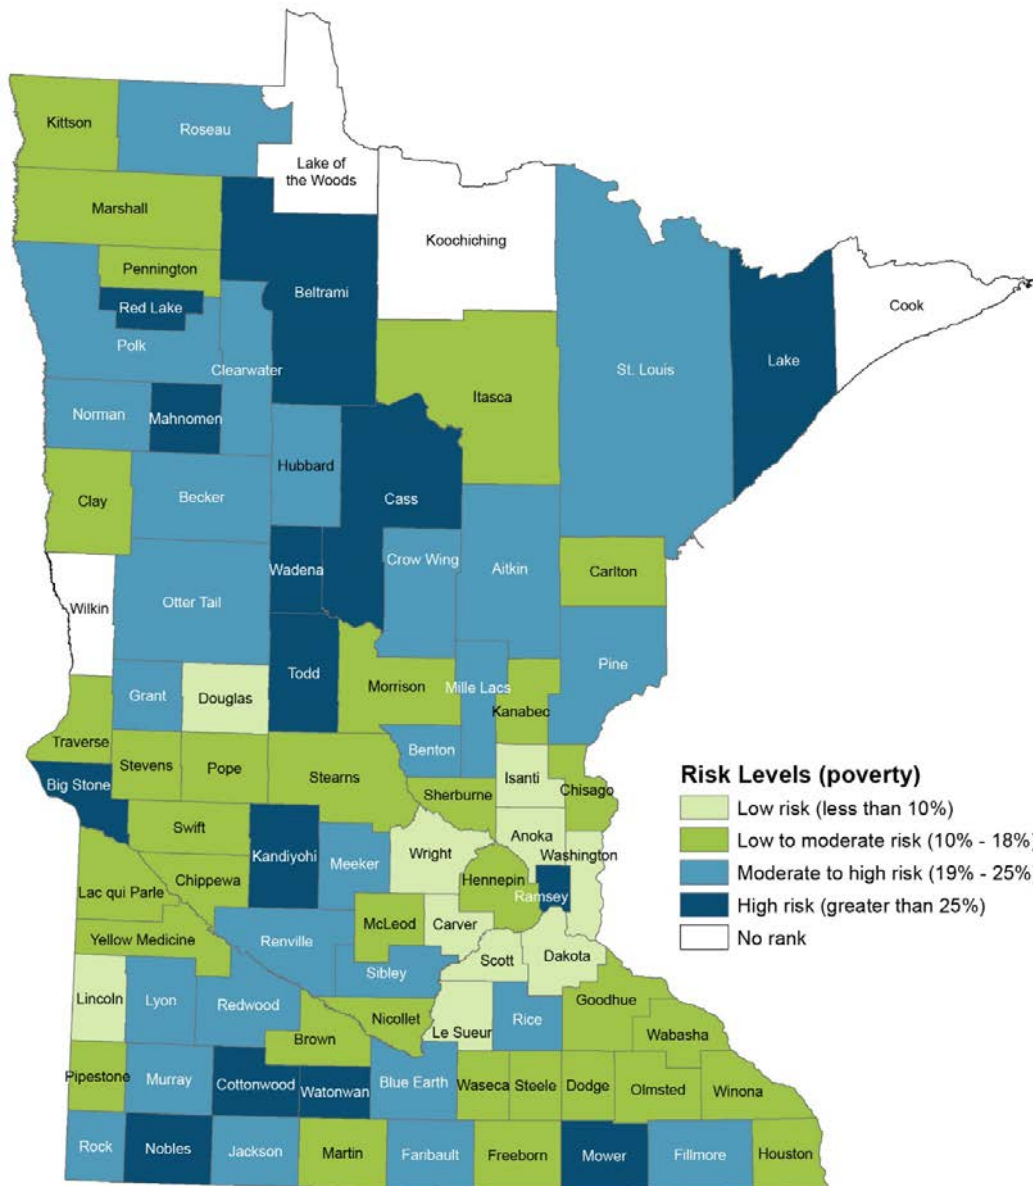 Kittson
Roseau
Lake of
the Woods
Marshall
Koochiching
Pennington
Beltrami
Red Lake
Cook
Polk
Clearwater
St. Louis
Lake
Itasca
Norman
Mahnomen
Hubbard
Becker
Cass
Clay
Crow Wing
Wadena
Aitkin
Carlton
Otter Tail
Wilkin
Pine
Todd
Morrison
Mille Lacs
Grant
Douglas
Kanabec
Traverse
Benton
Stevens
Pope
Stearns
Isanti
Big Stone
Sherburne
Chisago
Swift
Anoka
Kandiyohi
Wright
Washington
Meeker
Chippewa
Hennepin
Lac qui Parle
Ramsey
McLeod
Carver
Yellow Medicine
Renville
Dakota
Scott
Sibley
Lincoln
Lyon
Redwood
Goodhue
Nicollet
Rice
Le Sueur
Wabasha
Brown
Pipestone
Murray
Cottonwood
Watonwan
Blue Earth
Waseca
Steele
Dodge
Olmsted
Winona
Rock
Nobles
Jackson
Martin
Faribault
Freeborn
Mower
Fillmore
Houston
Risk Levels (poverty)
Low risk (less than 10%)
Low to moderate risk (10% - 18%)
Moderate to high risk (19% - 25%
High risk (greater than 25%)
No rank